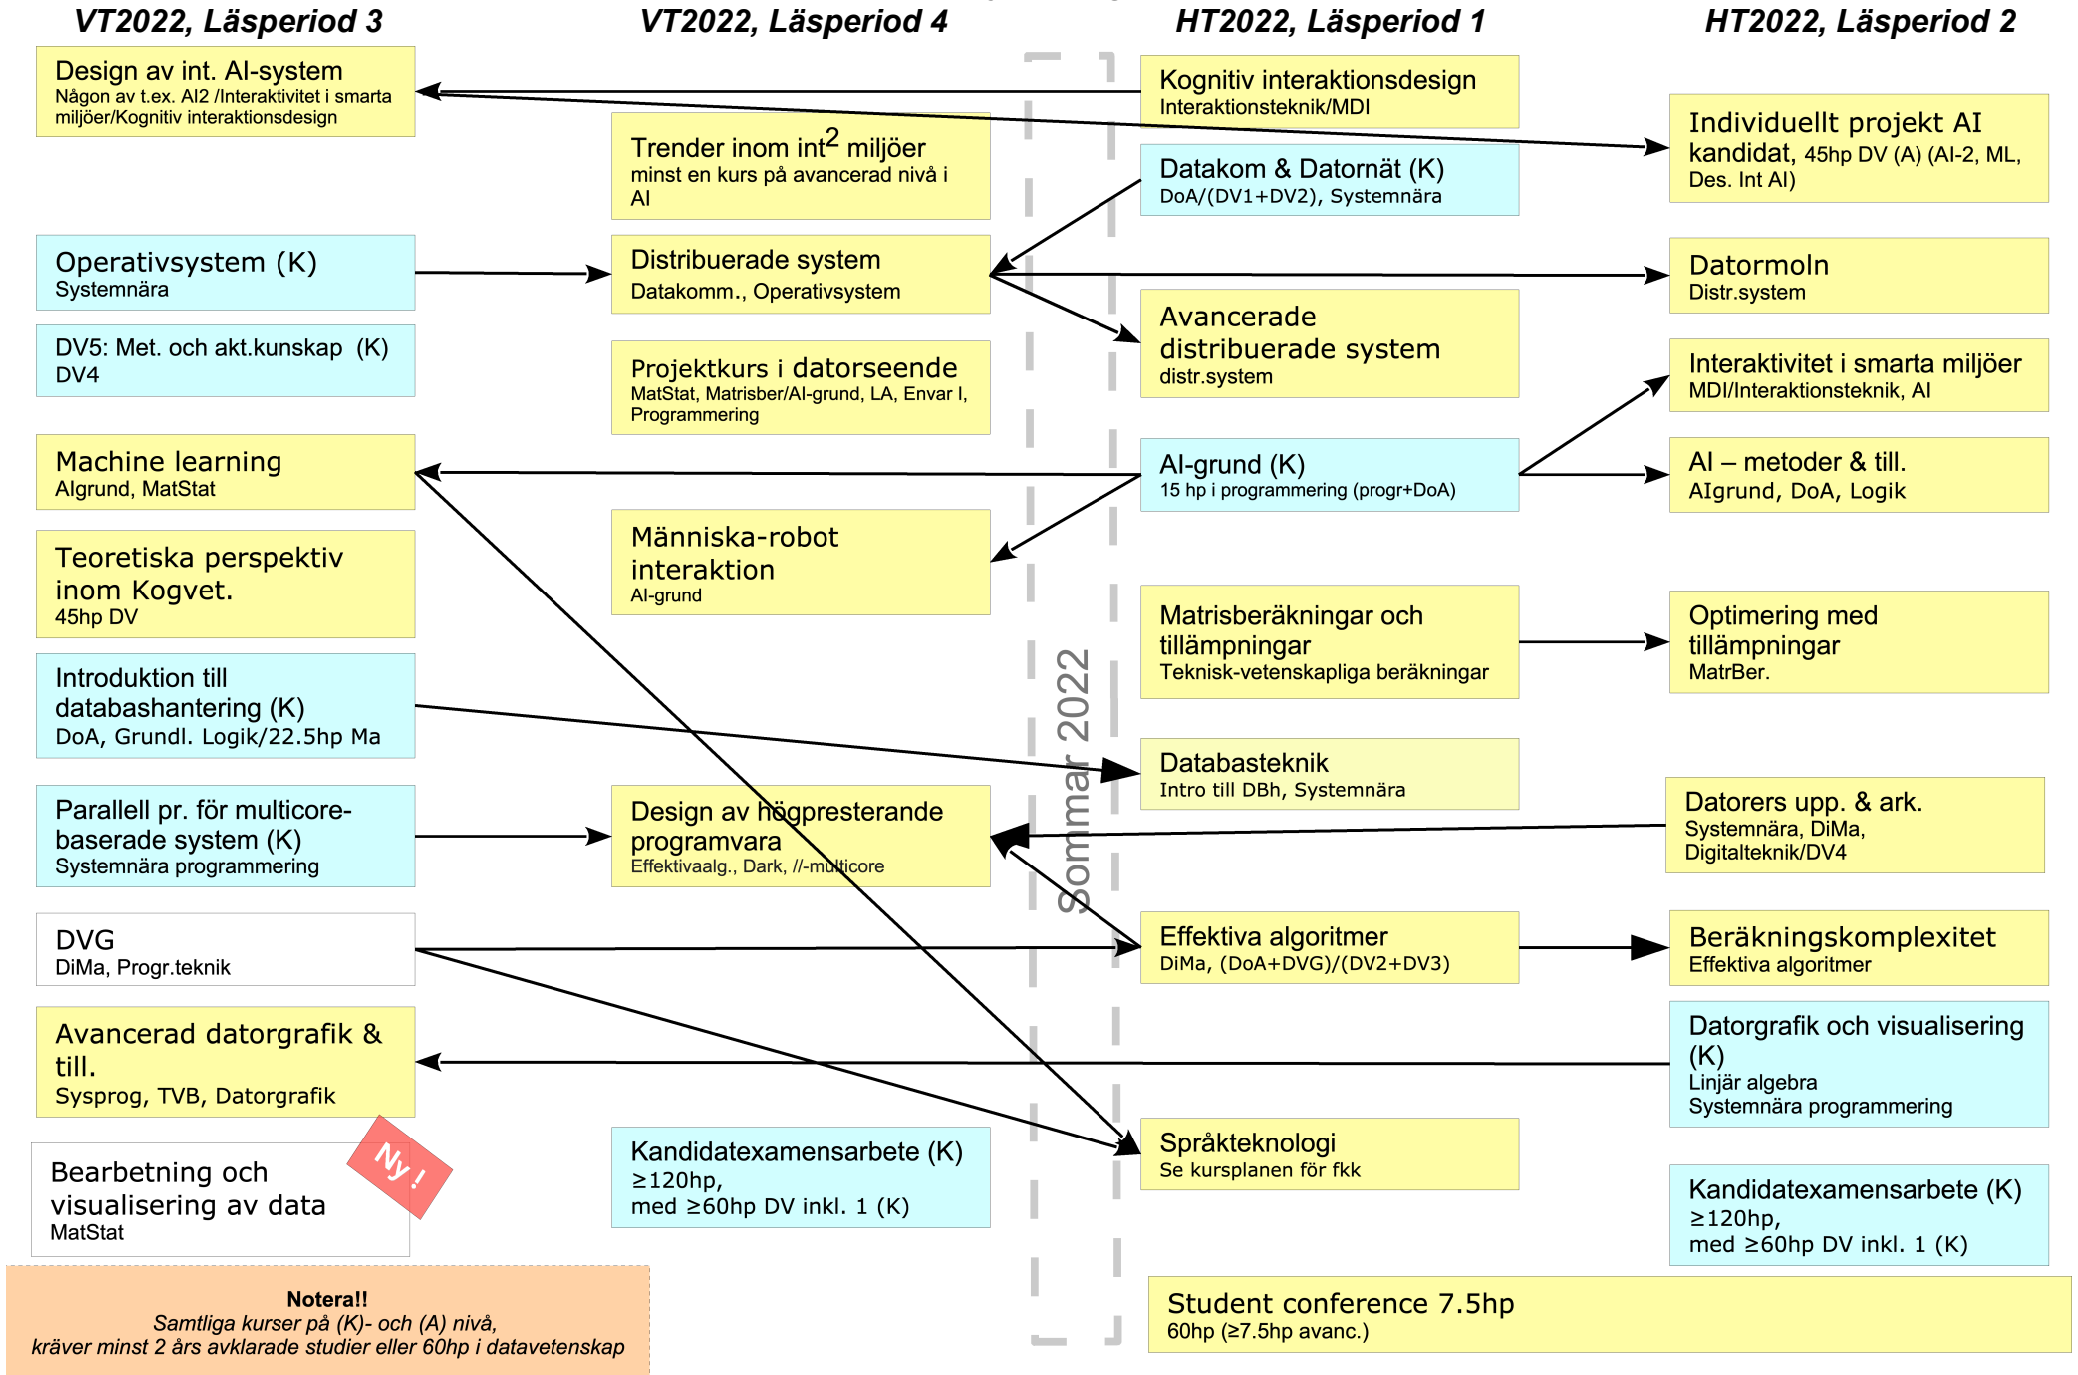 VT2022, Läsperiod 3
Design av int. AI-system
Någon av t.ex. AI2 /Interaktivitet i smarta
miljöer/Kognitiv interaktionsdesign
Operativsystem (K)
Systemnära
DV5: Met. och akt.kunskap (K)
DV4
Machine learning
AIgrund, MatStat
Teoretiska perspektiv
inom Kogvet.
45hp DV
Introduktion till
databashantering (K)
DoA, Grundl. Logik/22.5hp Ma
Parallell pr. för multicore-
baserade system (K)
Systemnära programmering
DVG
DiMa, Progr.teknik
Avancerad datorgrafik &
till.
Sysprog, TVB, Datorgrafik
Ny !
Bearbetning och
visualisering av data
MatStat
Notera!!
Samtliga kurser på (K)- och (A) nivå,
kräver minst 2 års avklarade studier eller 60hp i datavetenskap
VT2022, Läsperiod 4
Trender inom int2 miljöer
minst en kurs på avancerad nivå i
AI
Distribuerade system
Datakomm., Operativsystem
Projektkurs i datorseende
MatStat, Matrisber/AI-grund, LA, Envar I,
Programmering
Människa-robot
interaktion
AI-grund
Design av högpresterande
programvara
Effektivaalg., Dark, //-multicore
Kandidatexamensarbete (K)
≥120hp,
med ≥60hp DV inkl. 1 (K)
Sommar 2022
HT2022, Läsperiod 1
Kognitiv interaktionsdesign
Interaktionsteknik/MDI
Datakom & Datornät (K)
DoA/(DV1+DV2), Systemnära
Avancerade
distribuerade system
distr.system
AI-grund (K)
15 hp i programmering (progr+DoA)
Matrisberäkningar och
tillämpningar
Teknisk-vetenskapliga beräkningar
Databasteknik
Intro till DBh, Systemnära
Effektiva algoritmer
DiMa, (DoA+DVG)/(DV2+DV3)
Språkteknologi
Se kursplanen för fkk
HT2022, Läsperiod 2
Individuellt projekt AI
kandidat, 45hp DV (A) (AI-2, ML,
Des. Int AI)
Datormoln
Distr.system
Interaktivitet i smarta miljöer
MDI/Interaktionsteknik, AI
AI – metoder & till.
AIgrund, DoA, Logik
Optimering med
tillämpningar
MatrBer.
Datorers upp. & ark.
Systemnära, DiMa,
Digitalteknik/DV4
Beräkningskomplexitet
Effektiva algoritmer
Datorgrafik och visualisering
(K)
Linjär algebra
Systemnära programmering
Kandidatexamensarbete (K)
≥120hp,
med ≥60hp DV inkl. 1 (K)
Student conference 7.5hp
60hp (≥7.5hp avanc.)